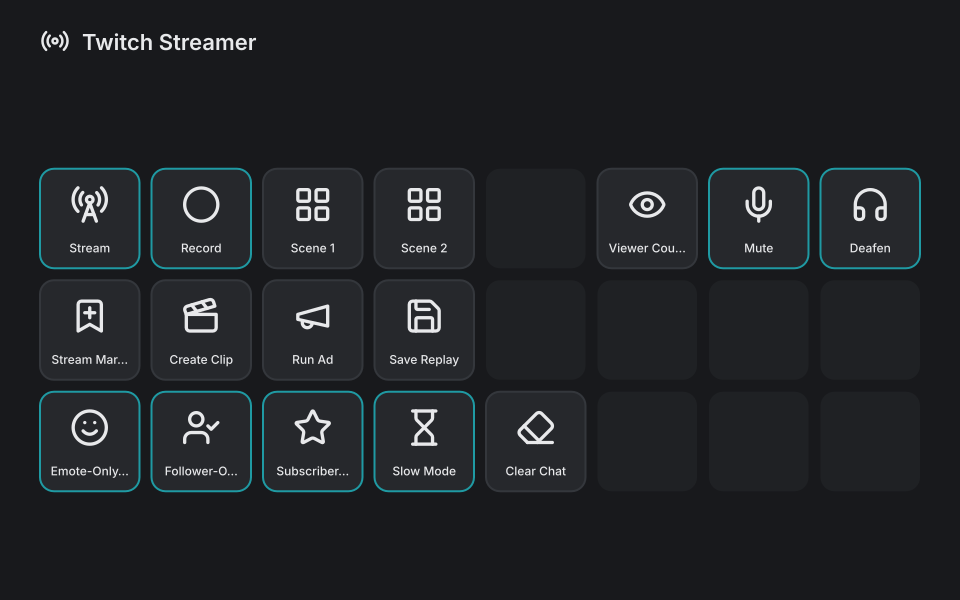 Twitch Streamer
Stream
Record
Scene 1
Scene 2
Viewer Cou...
Mute
Deafen
Stream Mar...
Create Clip
Run Ad
Save Replay
Emote-Only...
Follower-O...
Subscriber...
Slow Mode
Clear Chat